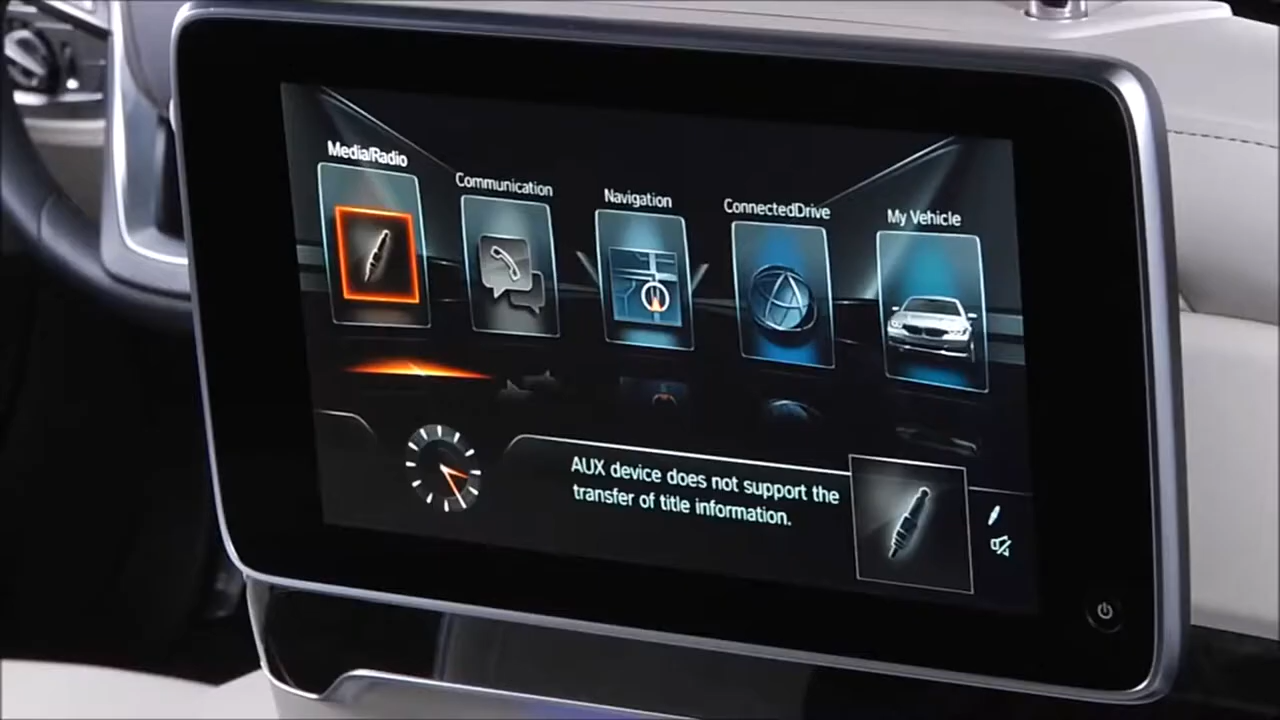 Media/Radio
Communication
Navigation
ConnectedDrive
My Vehicle
AUX device does not support the
transfer of title information.